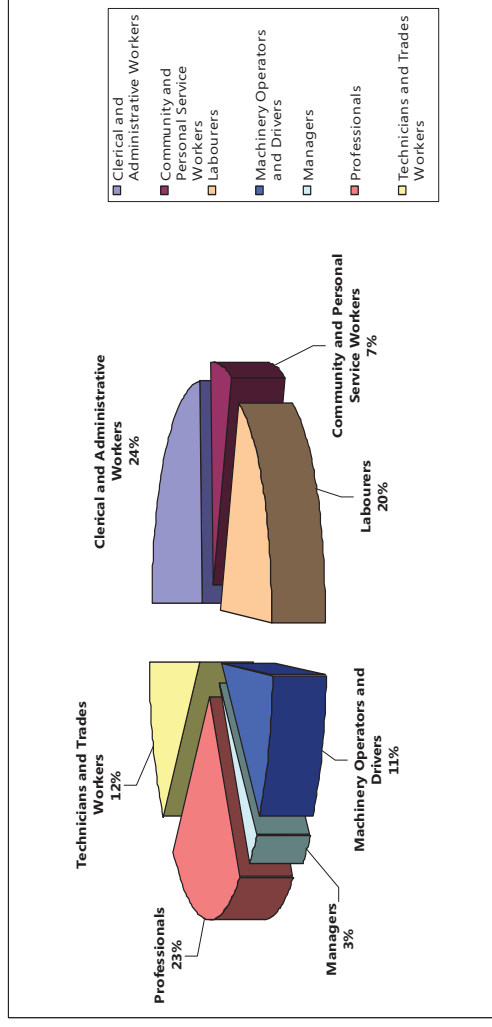 Clerical and Administrative
Workers
24%
Community and Personal
Service Workers
7%
Labourers
20%
Machinery Operators and
Drivers
11%
Managers
3%
Professionals
23%
Technicians and Trades
Workers
12%
Clerical and
Administrative Workers
Community and
Personal Service
Workers
Labourers
Machinery Operators
and Drivers
Managers
Professionals
Technicians and Trades
Workers